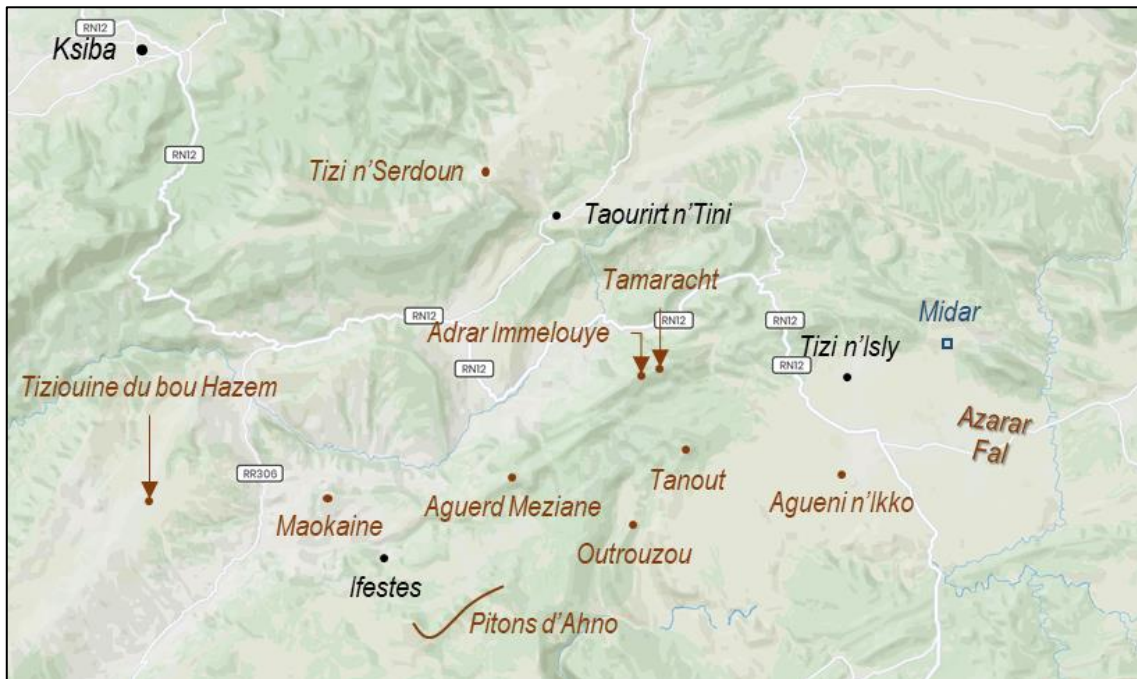 RN12
Ksiba
RN12
Tizi n’Serdoun
Taourirt n’Tini
Tamaracht
Midar
RN12
Adrar Immelouye
RN12
RN12
Tizi n’Isly
RN12
RN12
Tiziouine du bou Hazem
Azarar
Fal
RR306
Maokaine
Aguerd Meziane
Tanout
Agueni n’Ikko
Outrouzou
Ifestes
Pitons d’Ahno